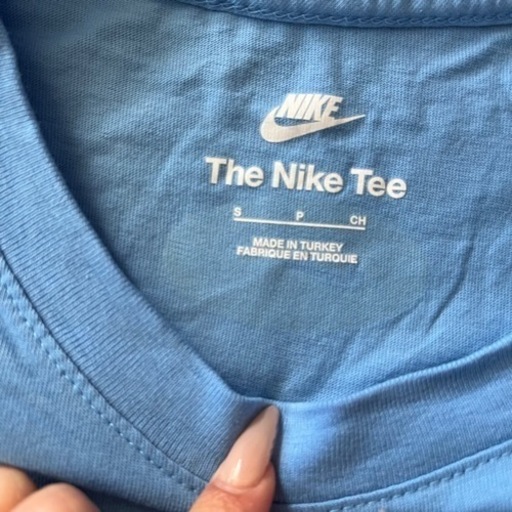 NIKE
The Nike Tee
S P CH
MADE IN TURKEY
FABRIQUE EN TURQUIE